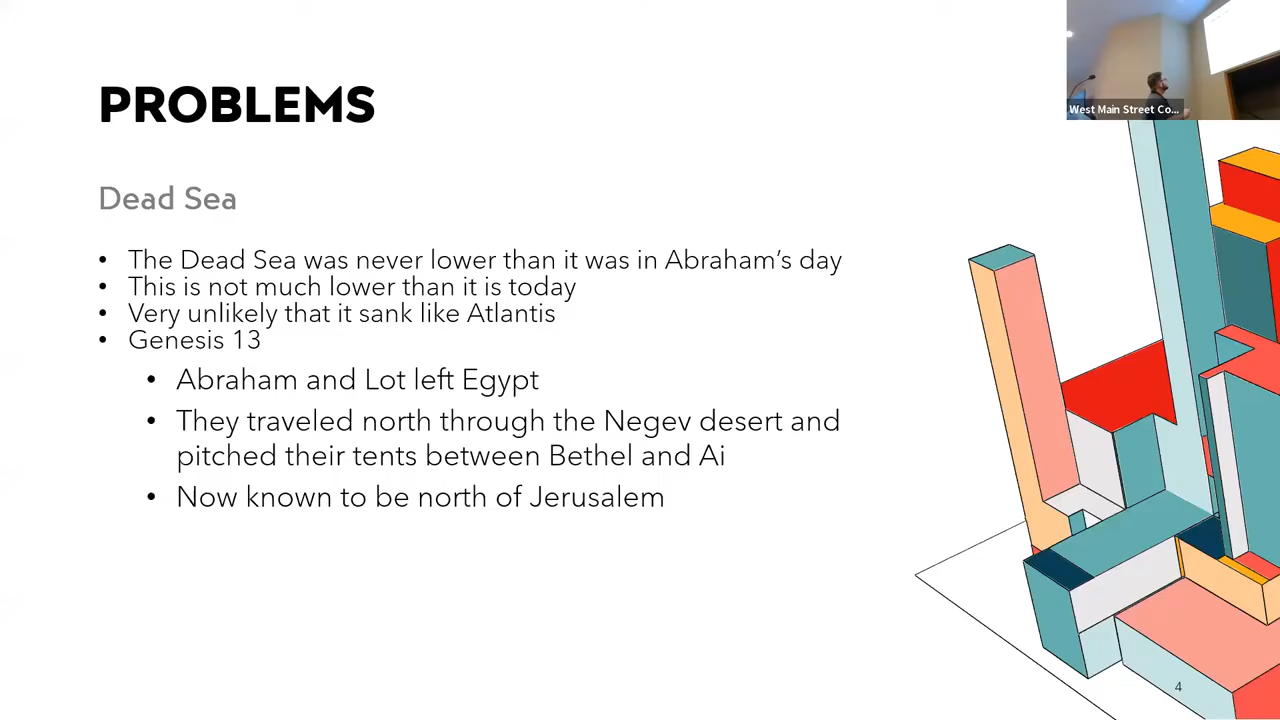 West Main Street Co...
PROBLEMS
Dead Sea
• The Dead Sea was never lower than it was in Abraham's day
• This is not much lower than it is today
• Very unlikely that it sank like Atlantis
• Genesis 13
• Abraham and Lot left Egypt
• They traveled north through the Negev desert and
pitched their tents between Bethel and Ai
• Now known to be north of Jerusalem
4